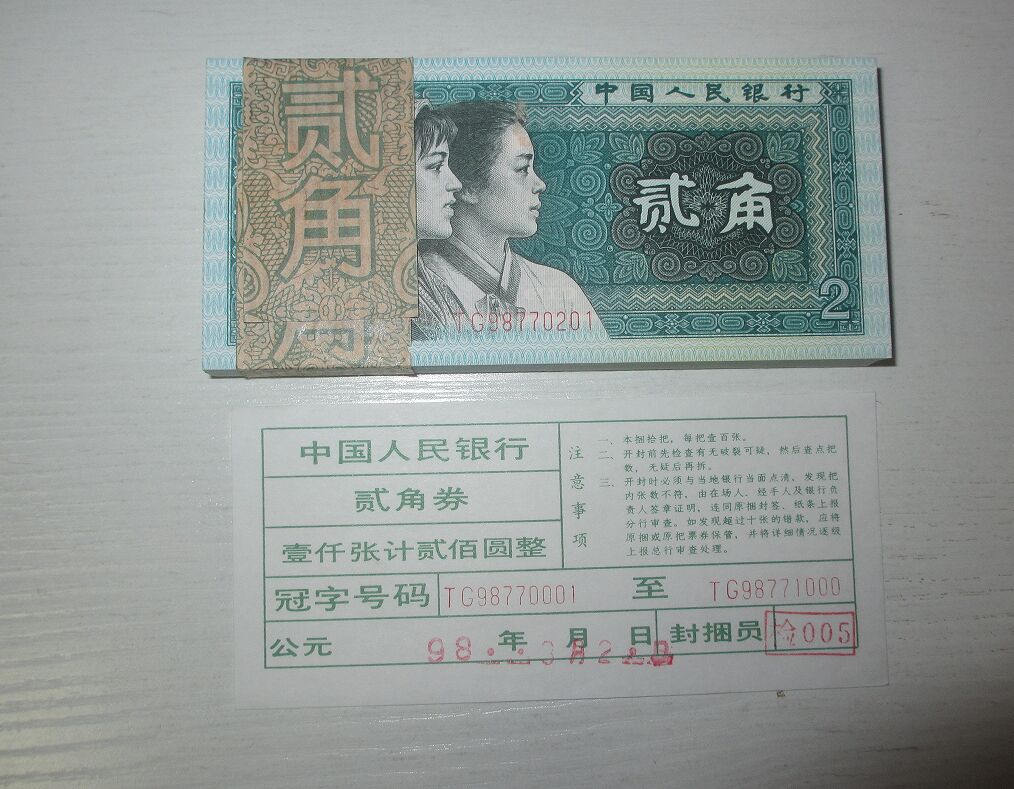 贰角
中国人民银行
贰角
2
TG98770201
中国人民银行
贰角券
壹仟张计贰佰圆整
注意事项
一、本捆拾把，每把壹百张。
二、开封前先检查有无破裂可疑，然后查点把
数，无疑后再拆。
三、开封时必须与当地银行当面点清，发现把
内张数不符，由在场人、经手人及银行负
责人签章证明，连同原捆封签、纸条上报
分行审查。如发现超过十张的错款，应将
原捆或原把票券保管，并将详细情况逐级
上报总行审查处理。
冠字号码 TG98770001 至 TG98771000
公元 98 年 3月2 日 封捆员 检005